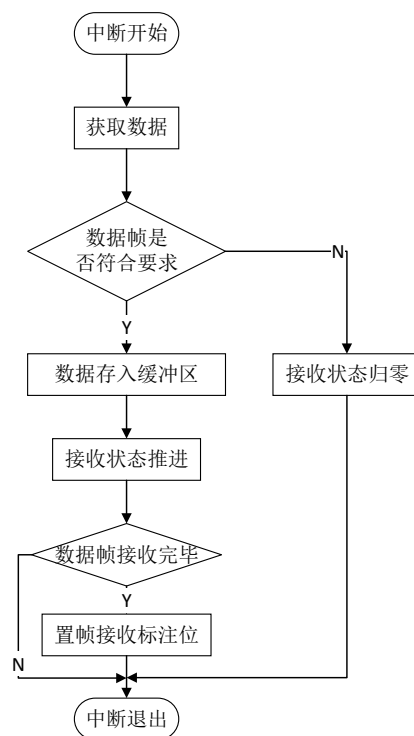 中断开始
获取数据
数据帧是
否符合要求
N
Y
数据存入缓冲区
接收状态归零
接收状态推进
数据帧接收完毕
Y
置帧接收标注位
N
中断退出